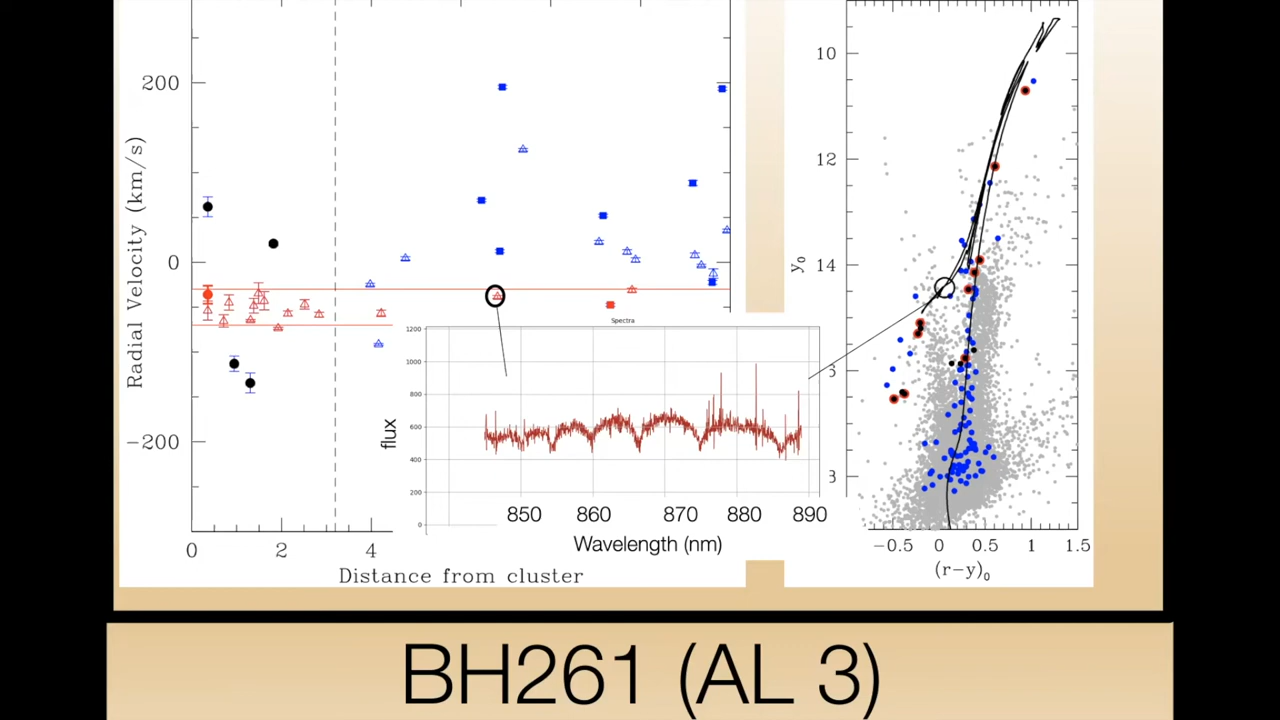 200
0
−200
Radial Velocity (km/s)
0
2
4
Distance from cluster
Spectra
1200
1000
800
600
400
200
0
flux
850 860 870 880 890
Wavelength (nm)
10
12
14
3
y₀
−0.5 0 0.5 1 1.5
(r−y)₀
BH261 (AL 3)